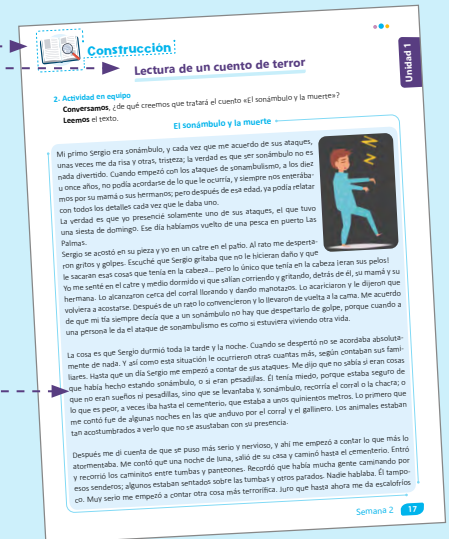 Construcción
Lectura de un cuento de terror
Unidad 1
2. Actividad en equipo
Conversamos, ¿de qué creemos que tratará el cuento «El sonámbulo y la muerte»?
Leemos el texto.
El sonámbulo y la muerte
Mi primo Sergio era sonámbulo, y cada vez que me acuerdo de sus ataques,
unas veces me da risa y otras, tristeza; la verdad es que ser sonámbulo no es
nada divertido. Cuando empezó con los ataques de sonambulismo, a los diez
u once años, no podía acordarse de lo que le ocurría, y siempre nos enterába-
mos por su mamá o sus hermanos; pero después de esa edad, ya podía relatar
con todos los detalles cada vez que le daba uno.
La verdad es que yo presencié solamente uno de sus ataques, el que tuvo
una siesta de domingo. Ese día habíamos vuelto de una pesca en puerto Las
Palmas.
Sergio se acostó en su pieza y yo en un catre en el patio. Al rato me desperta-
ron gritos y golpes. Escuché que Sergio gritaba que no le hicieran daño y que
le sacaran esas cosas que tenía en la cabeza... pero lo único que tenía en la cabeza ¡eran sus pelos!
Yo me senté en el catre y medio dormido vi que salían corriendo y gritando, detrás de él, su mamá y su
hermana. Lo alcanzaron cerca del corral llorando y dando manotazos. Lo acariciaron y le dijeron que
volviera a acostarse. Después de un rato lo convencieron y lo llevaron de vuelta a la cama. Me acuerdo
de que mi tía siempre decía que a un sonámbulo no hay que despertarlo de golpe, porque cuando a
una persona le da el ataque de sonambulismo es como si estuviera viviendo otra vida.
La cosa es que Sergio durmió toda la tarde y la noche. Cuando se despertó no se acordaba absoluta-
mente de nada. Y así como esta situación le ocurrieron otras cuantas más, según contaban sus fami-
liares. Hasta que un día Sergio me empezó a contar de sus ataques. Me dijo que no sabía si eran cosas
que había hecho estando sonámbulo, o si eran pesadillas. Él tenía miedo, porque estaba seguro de
que no eran sueños ni pesadillas, sino que se levantaba y, sonámbulo, recorría el corral o la chacra; o
lo que es peor, a veces iba hasta el cementerio, que estaba a unos quinientos metros. Lo primero que
me contó fue de algunas noches en las que anduvo por el corral y el gallinero. Los animales estaban
tan acostumbrados a verlo que no se asustaban con su presencia.
Después me di cuenta de que se puso más serio y nervioso, y ahí me empezó a contar lo que más lo
atormentaba. Me contó que una noche de luna, salió de su casa y caminó hasta el cementerio. Entró
y recorrió los caminitos entre tumbas y panteones. Recordó que había mucha gente caminando por
esos senderos; algunos estaban sentados sobre las tumbas y otros parados. Nadie hablaba. Él tampo-
co. Muy serio me empezó a contar otra cosa más terrorífica. Juro que hasta ahora me da escalofríos
Semana 2 17